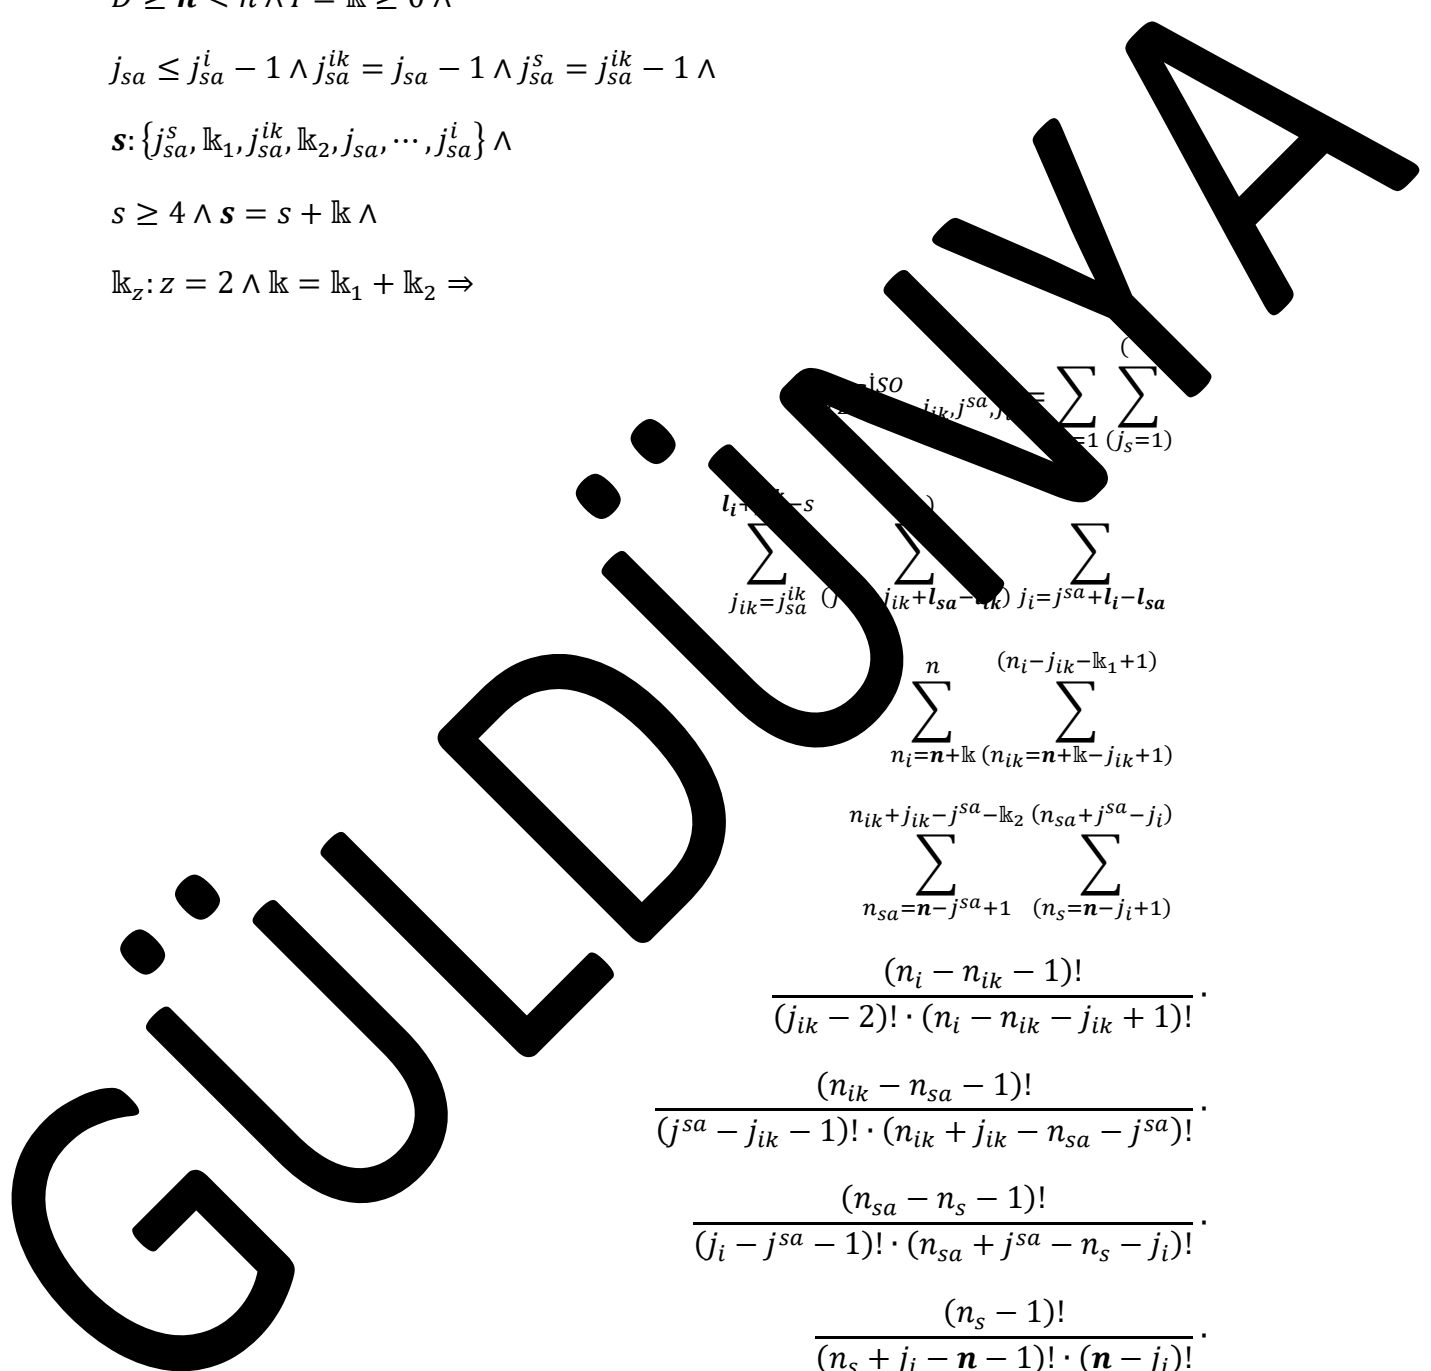 j_{sa} ≤ j_{sa}^{i} − 1 ∧ j_{sa}^{ik} = j_{sa} − 1 ∧ j_{sa}^{s} = j_{sa}^{ik} − 1 ∧
𝒔: {j_{sa}^{s}, 𝕜_1, j_{sa}^{ik}, 𝕜_2, j_{sa}, ⋯ , j_{sa}^{i}} ∧
s ≥ 4 ∧ 𝒔 = s + 𝕜 ∧
𝕜_z: z = 2 ∧ 𝕜 = 𝕜_1 + 𝕜_2 ⇒
∑ ∑_{(j_s=1)}
∑_{j_{ik}=j_{sa}^{ik}} ∑ ∑_{j_i=j^{sa}+𝒍_𝒊−𝒍_{𝒔𝒂}}
∑_{n_i=𝒏+𝕜}^{n} ∑_{(n_{ik}=𝒏+𝕜−j_{ik}+1)}^{(n_i−j_{ik}−𝕜_1+1)}
∑_{n_{sa}=𝒏−j^{sa}+1}^{n_{ik}+j_{ik}−j^{sa}−𝕜_2} ∑_{(n_s=𝒏−j_i+1)}^{(n_{sa}+j^{sa}−j_i)}
(n_i − n_{ik} − 1)!
(j_{ik} − 2)! · (n_i − n_{ik} − j_{ik} + 1)! ·
(n_{ik} − n_{sa} − 1)!
(j^{sa} − j_{ik} − 1)! · (n_{ik} + j_{ik} − n_{sa} − j^{sa})! ·
(n_{sa} − n_s − 1)!
(j_i − j^{sa} − 1)! · (n_{sa} + j^{sa} − n_s − j_i)! ·
(n_s − 1)!
(n_s + j_i − 𝒏 − 1)! · (𝒏 − j_i)! ·
GÜLDÜNYA